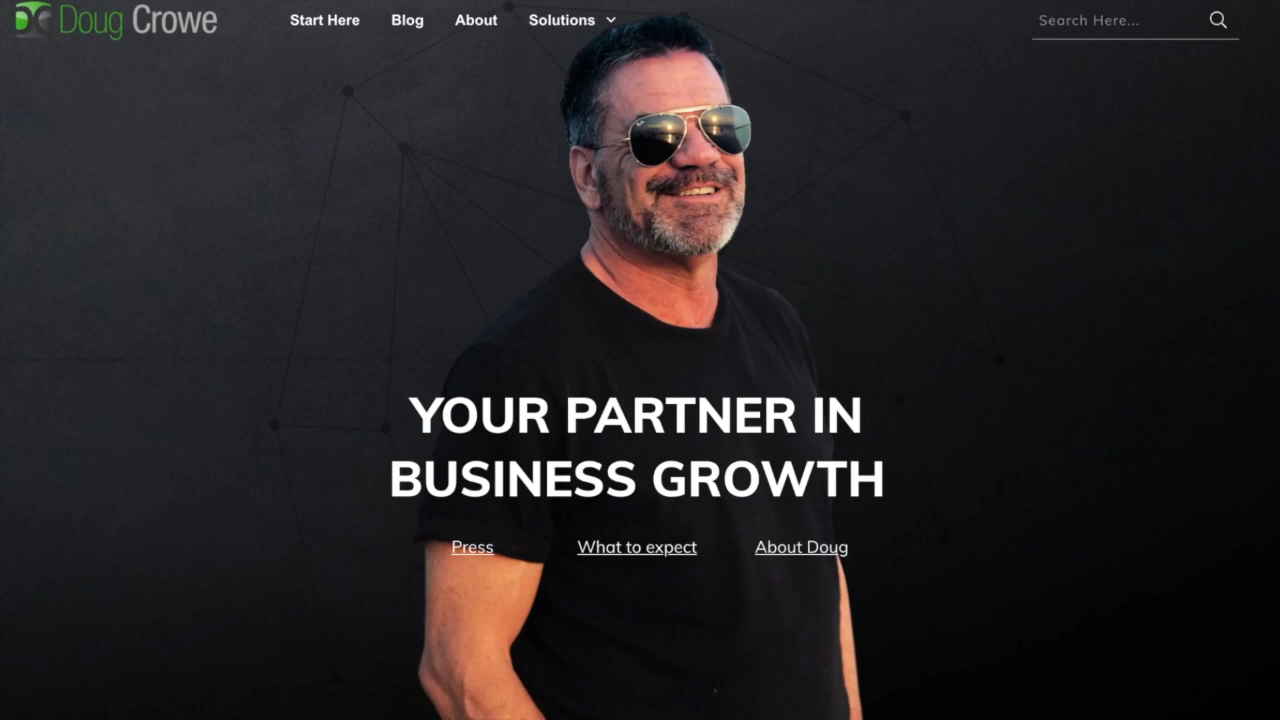 Doug Crowe
Start Here
Blog
About
Solutions
Search Here...
YOUR PARTNER IN
BUSINESS GROWTH
Press
What to expect
About Doug